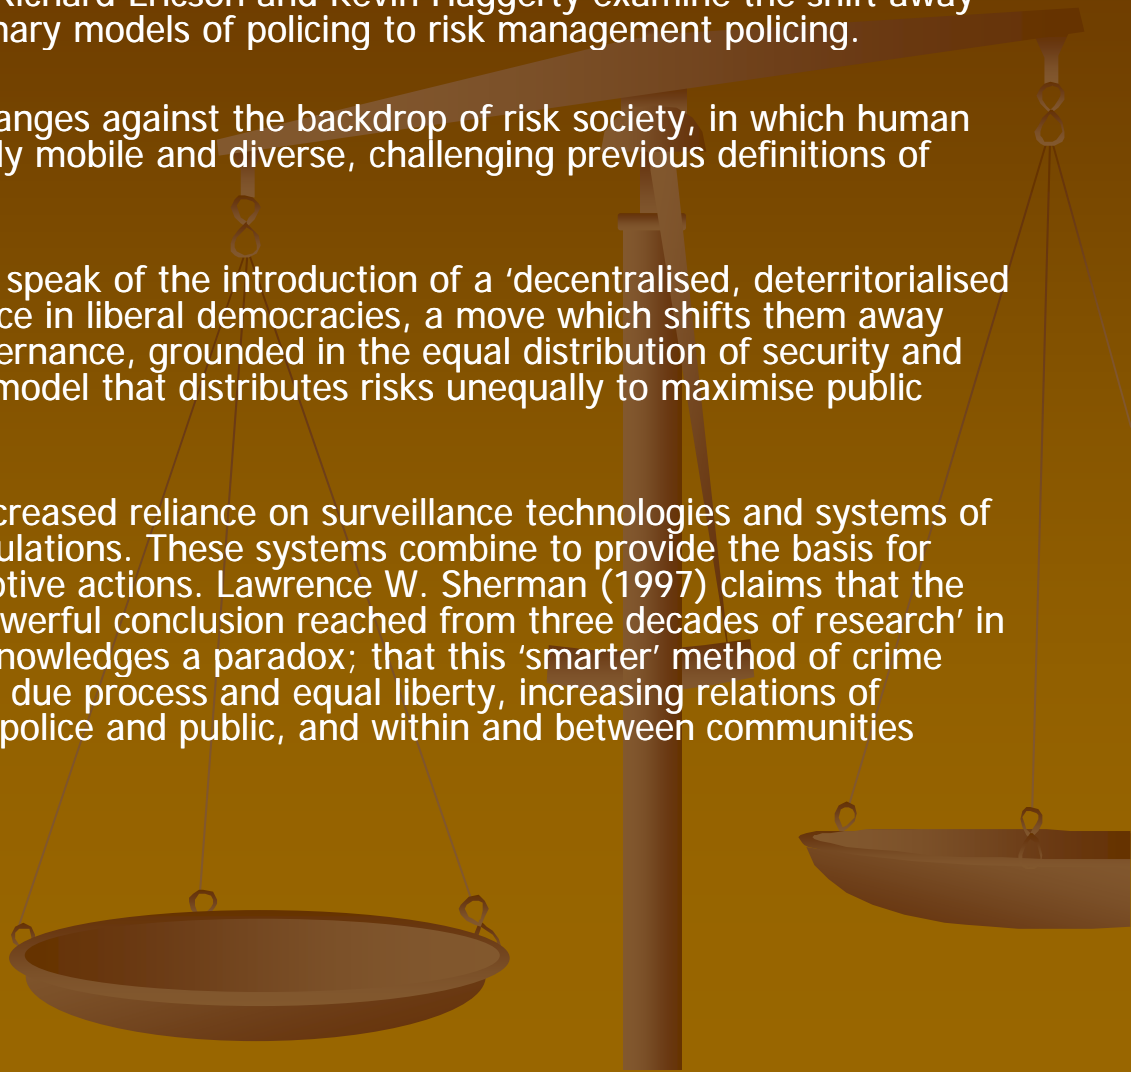 Richard Ericson and Kevin Haggerty examine the shift away
nary models of policing to risk management policing.
anges against the backdrop of risk society, in which human
ly mobile and diverse, challenging previous definitions of
speak of the introduction of a ‘decentralised, deterritorialised
ce in liberal democracies, a move which shifts them away
ernance, grounded in the equal distribution of security and
model that distributes risks unequally to maximise public
creased reliance on surveillance technologies and systems of
ulations. These systems combine to provide the basis for
ptive actions. Lawrence W. Sherman (1997) claims that the
werful conclusion reached from three decades of research’ in
nowledges a paradox; that this ‘smarter’ method of crime
due process and equal liberty, increasing relations of
police and public, and within and between communities